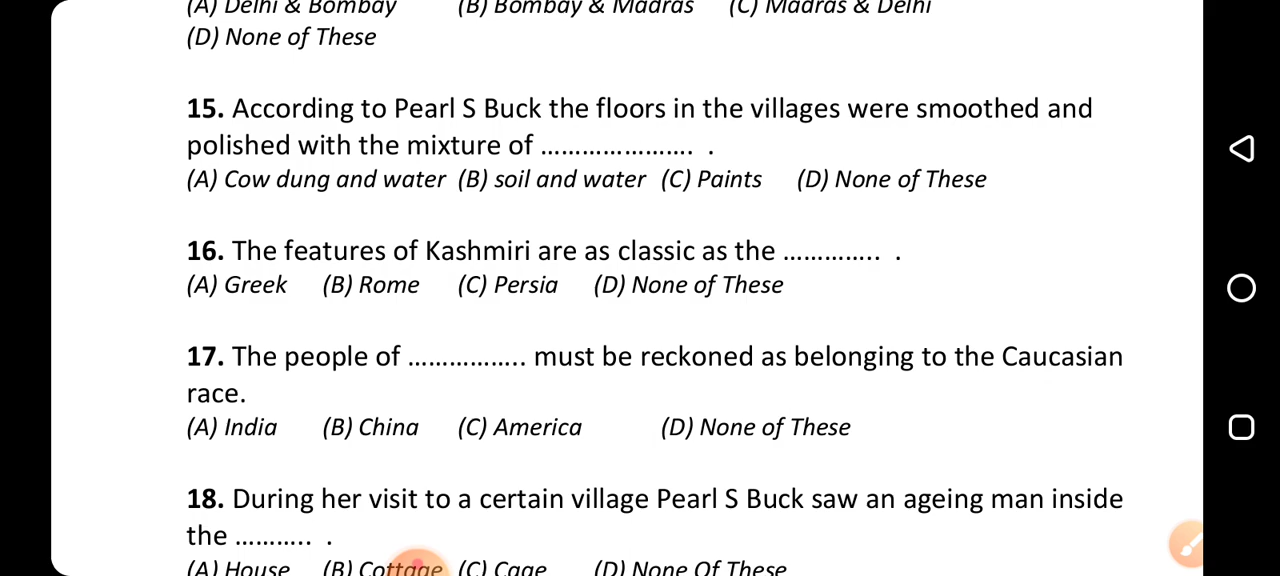 (A) Delhi & Bombay (B) Bombay & Madras (C) Madras & Delhi
(D) None of These
15. According to Pearl S Buck the floors in the villages were smoothed and
polished with the mixture of …………………. .
(A) Cow dung and water (B) soil and water (C) Paints (D) None of These
16. The features of Kashmiri are as classic as the ………….. .
(A) Greek (B) Rome (C) Persia (D) None of These
17. The people of …………….. must be reckoned as belonging to the Caucasian
race.
(A) India (B) China (C) America (D) None of These
18. During her visit to a certain village Pearl S Buck saw an ageing man inside
the ……….. .
(A) House (B) Cottage (C) Cage (D) None Of These